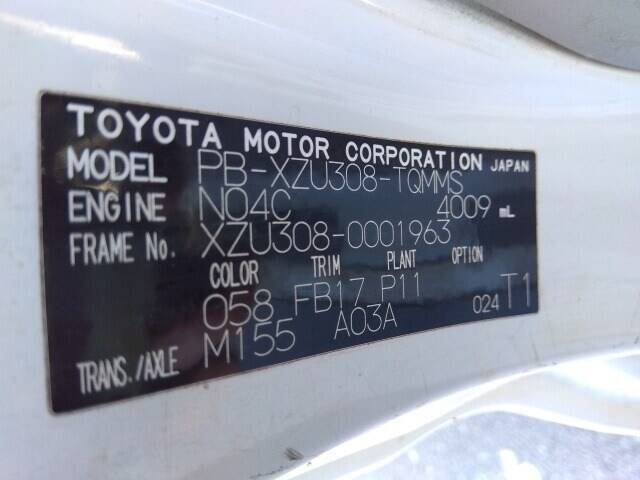 TOYOTA MOTOR CORPORATION JAPAN
MODEL PB-XZU308-TQMMS
ENGINE N04C 4009 mL
FRAME No. XZU308-0001963
COLOR TRIM PLANT OPTION
058 FB17 P11 024 T1
TRANS./AXLE M155 A03A